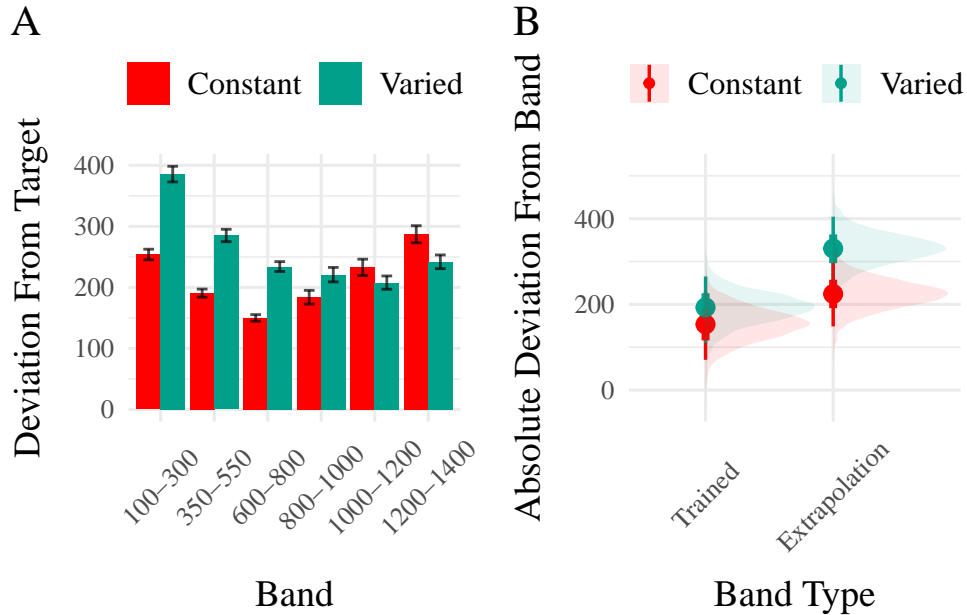 A
Constant
Varied
Deviation From Target
400
300
200
100
0
100−300
350−550
600−800
800−1000
1000−1200
1200−1400
Band
B
Constant
Varied
Absolute Deviation From Band
400
200
0
Trained
Extrapolation
Band Type